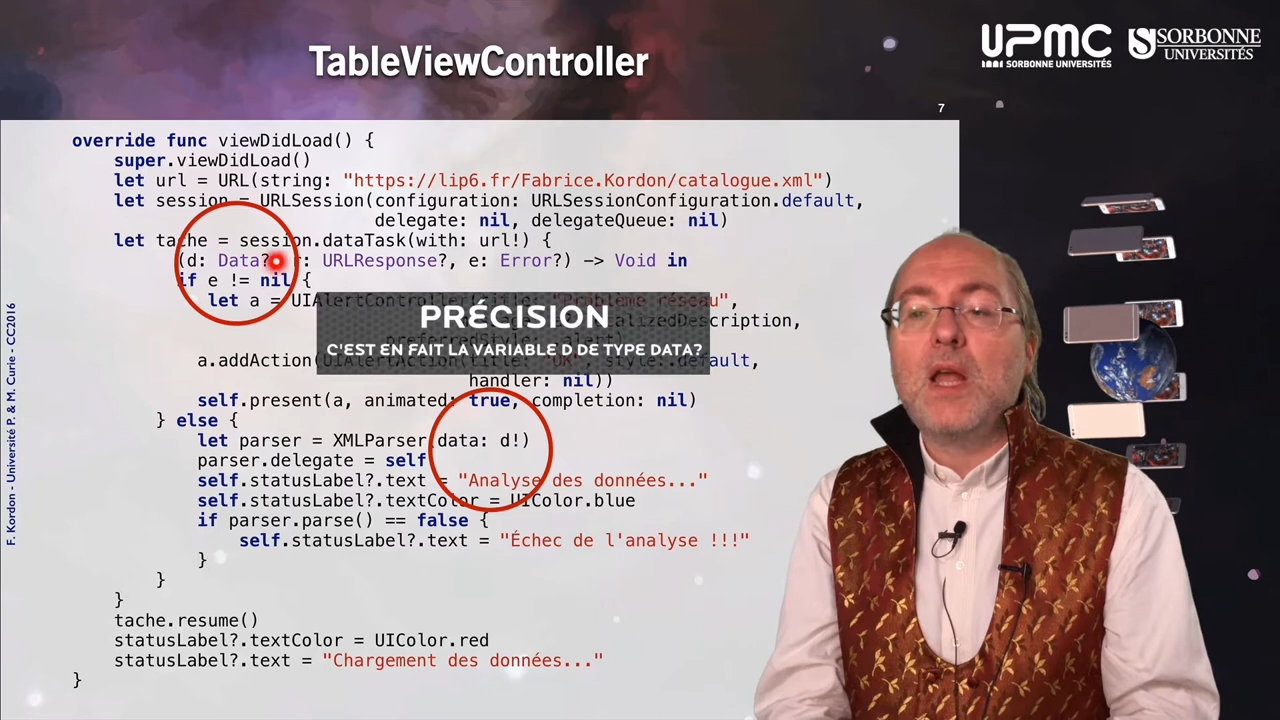 TableViewController
UPMC
SORBONNE UNIVERSITÉS
SORBONNE
UNIVERSITÉS
7
override func viewDidLoad() {
super.viewDidLoad()
let url = URL(string: "https://lip6.fr/Fabrice.Kordon/catalogue.xml")
let session = URLSession(configuration: URLSessionConfiguration.default,
delegate: nil, delegateQueue: nil)
let tache = session.dataTask(with: url!) {
(d: Data?, r: URLResponse?, e: Error?) -> Void in
if e != nil {
let a = UIAlertController(title: "Problème réseau",
PRÉCISION
C'EST EN FAIT LA VARIABLE D DE TYPE DATA?
a.addAction(UIAlertAction(title: "OK", style: .default,
handler: nil))
self.present(a, animated: true, completion: nil)
} else {
let parser = XMLParser(data: d!)
parser.delegate = self
self.statusLabel?.text = "Analyse des données..."
self.statusLabel?.textColor = UIColor.blue
if parser.parse() == false {
self.statusLabel?.text = "Échec de l'analyse !!!"
}
}
}
tache.resume()
statusLabel?.textColor = UIColor.red
statusLabel?.text = "Chargement des données..."
}
F. Kordon - Université P. & M. Curie - CC2016